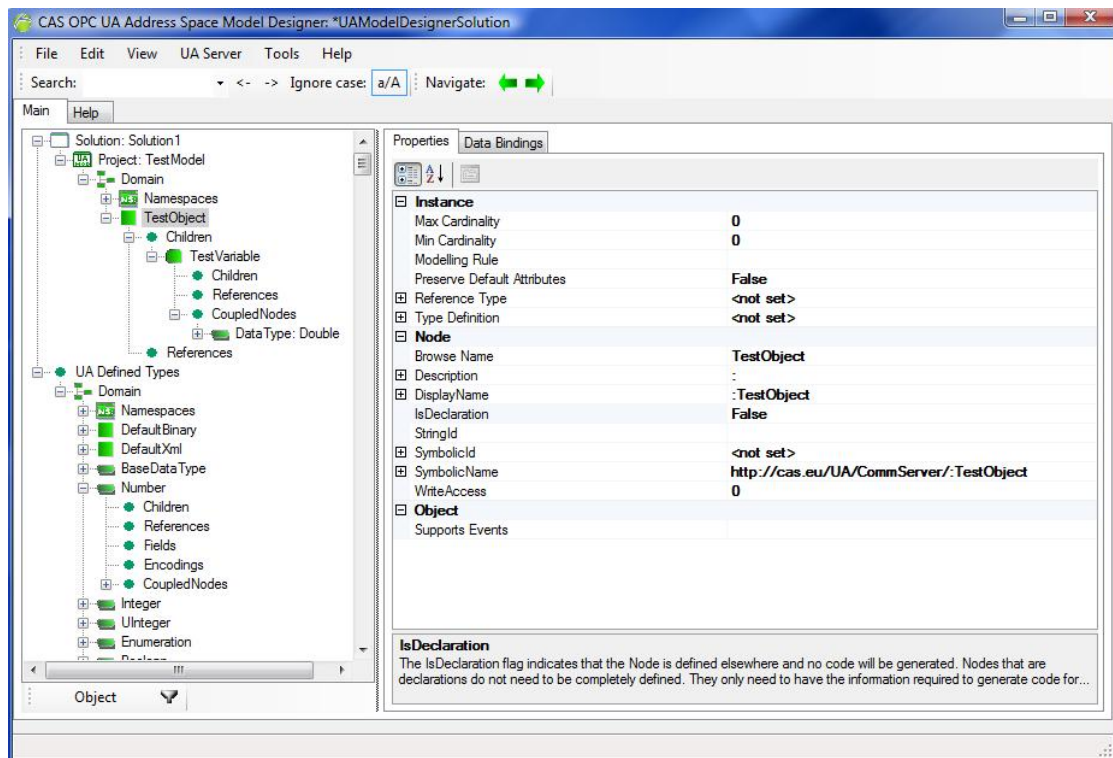 CAS OPC UA Address Space Model Designer: *UAModelDesignerSolution
File Edit View UA Server Tools Help
Search: <- -> Ignore case: a/A Navigate:
Main Help
Solution: Solution1
Project: TestModel
Domain
Namespaces
TestObject
Children
TestVariable
Children
References
CoupledNodes
DataType: Double
References
UA Defined Types
Domain
Namespaces
DefaultBinary
DefaultXml
BaseDataType
Number
Children
References
Fields
Encodings
CoupledNodes
Integer
UInteger
Enumeration
Object
Properties Data Bindings
Instance
Max Cardinality 0
Min Cardinality 0
Modelling Rule
Preserve Default Attributes False
Reference Type <not set>
Type Definition <not set>
Node
Browse Name TestObject
Description :
DisplayName :TestObject
IsDeclaration False
StringId
SymbolicId <not set>
SymbolicName http://cas.eu/UA/CommServer/:TestObject
WriteAccess 0
Object
Supports Events
IsDeclaration
The IsDeclaration flag indicates that the Node is defined elsewhere and no code will be generated. Nodes that are
declarations do not need to be completely defined. They only need to have the information required to generate code for...